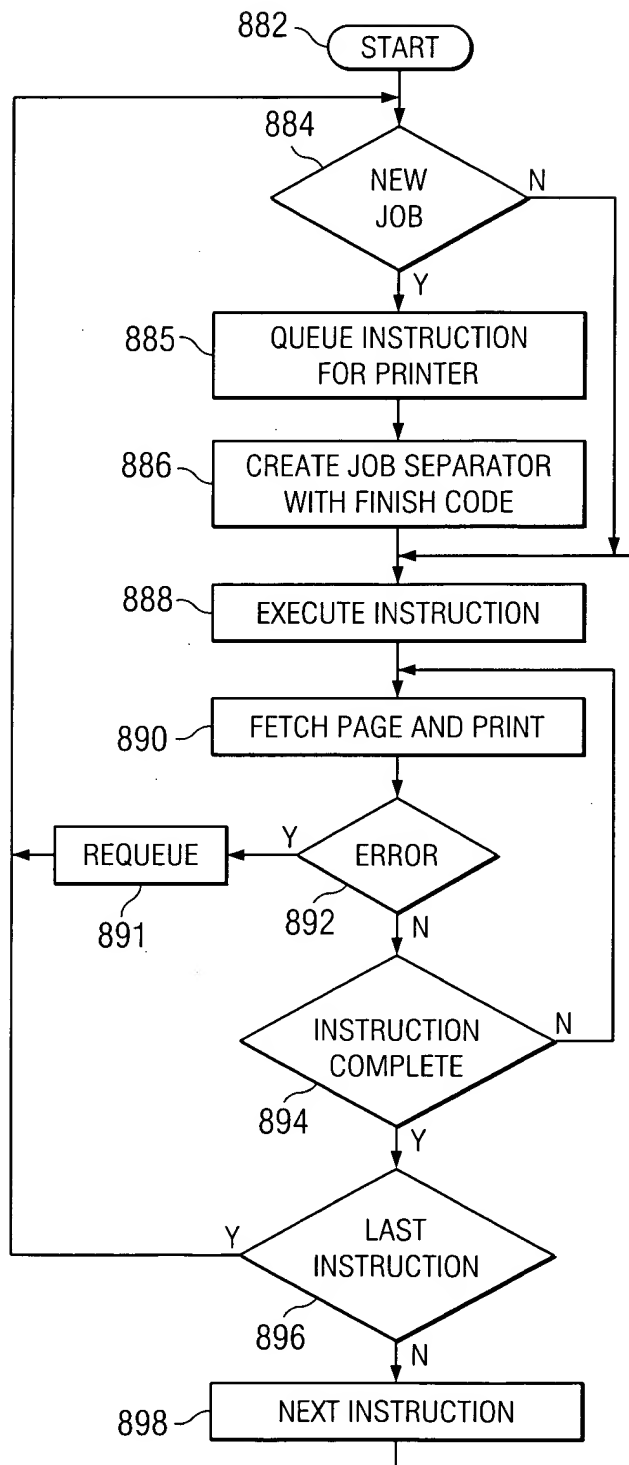 882
START
884
NEW
JOB
N
Y
885
QUEUE INSTRUCTION
FOR PRINTER
886
CREATE JOB SEPARATOR
WITH FINISH CODE
888
EXECUTE INSTRUCTION
890
FETCH PAGE AND PRINT
REQUEUE
Y
ERROR
891
892
N
INSTRUCTION
COMPLETE
N
894
Y
Y
LAST
INSTRUCTION
896
N
898
NEXT INSTRUCTION